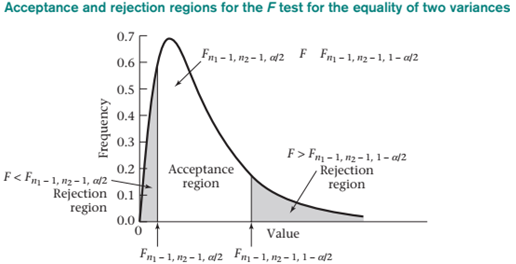 Acceptance and rejection regions for the F test for the equality of two variances
0.7
0.6
0.5
0.4
0.3
0.2
0.1
0.0
0
Frequency
Fn₁ – 1, n₂ – 1, α/2 F Fn₁ – 1, n₂ – 1, 1 – α/2
F > Fn₁ – 1, n₂ – 1, 1 – α/2
Rejection
region
Acceptance
region
F < Fn₁ – 1, n₂ – 1, α/2
Rejection
region
Value
Fn₁ – 1, n₂ – 1, α/2 Fn₁ – 1, n₂ – 1, 1 – α/2